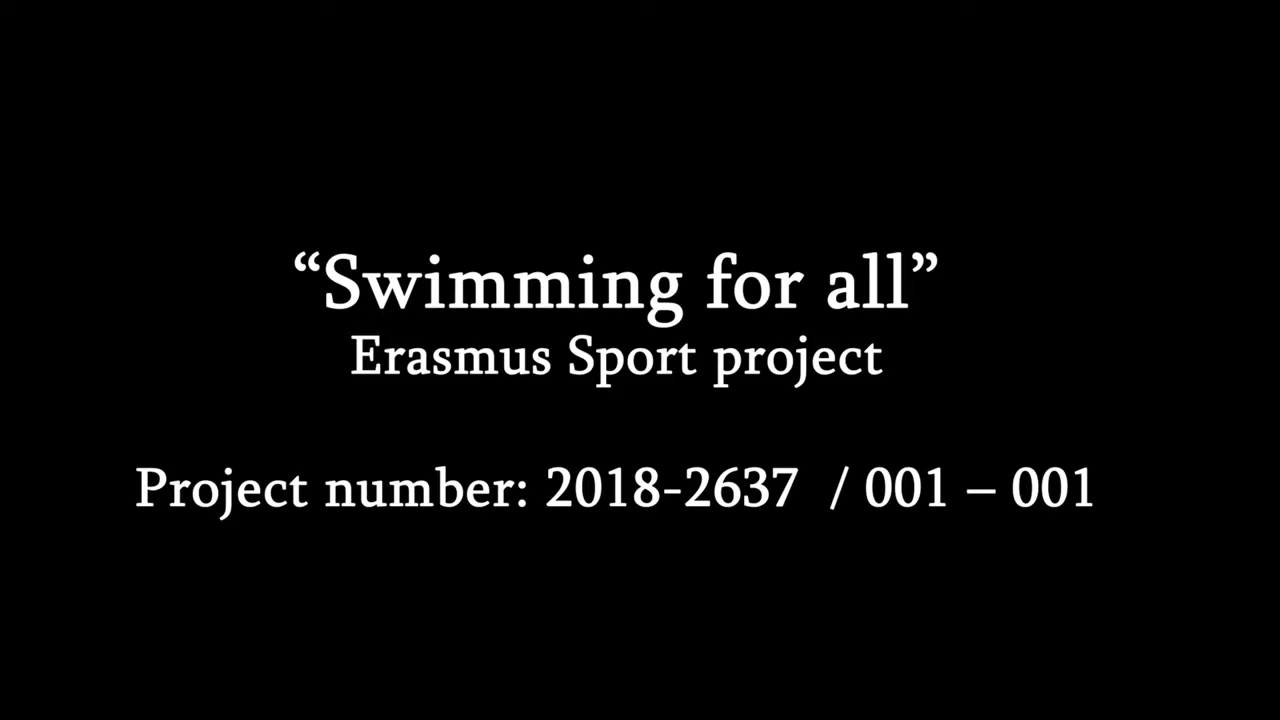 “Swimming for all”
Erasmus Sport project
Project number: 2018-2637 / 001 – 001